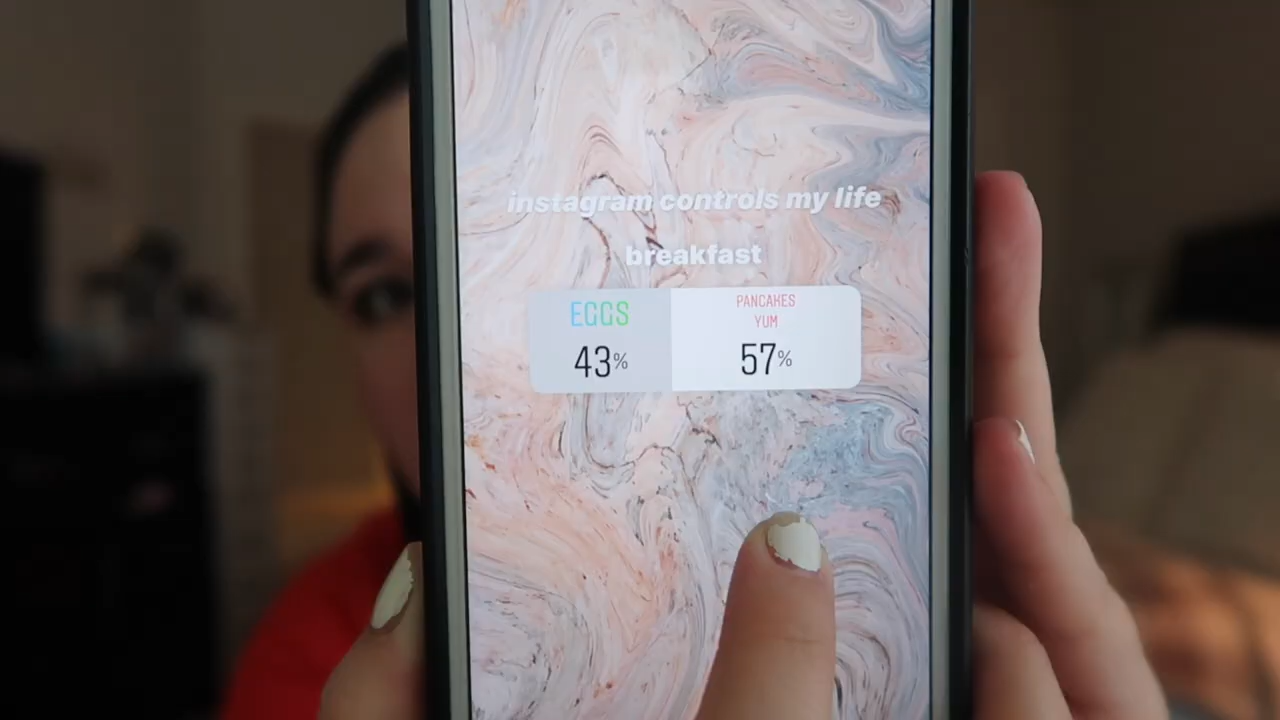 instagram controls my life
breakfast
EGGS
43%
PANCAKES
YUM
57%